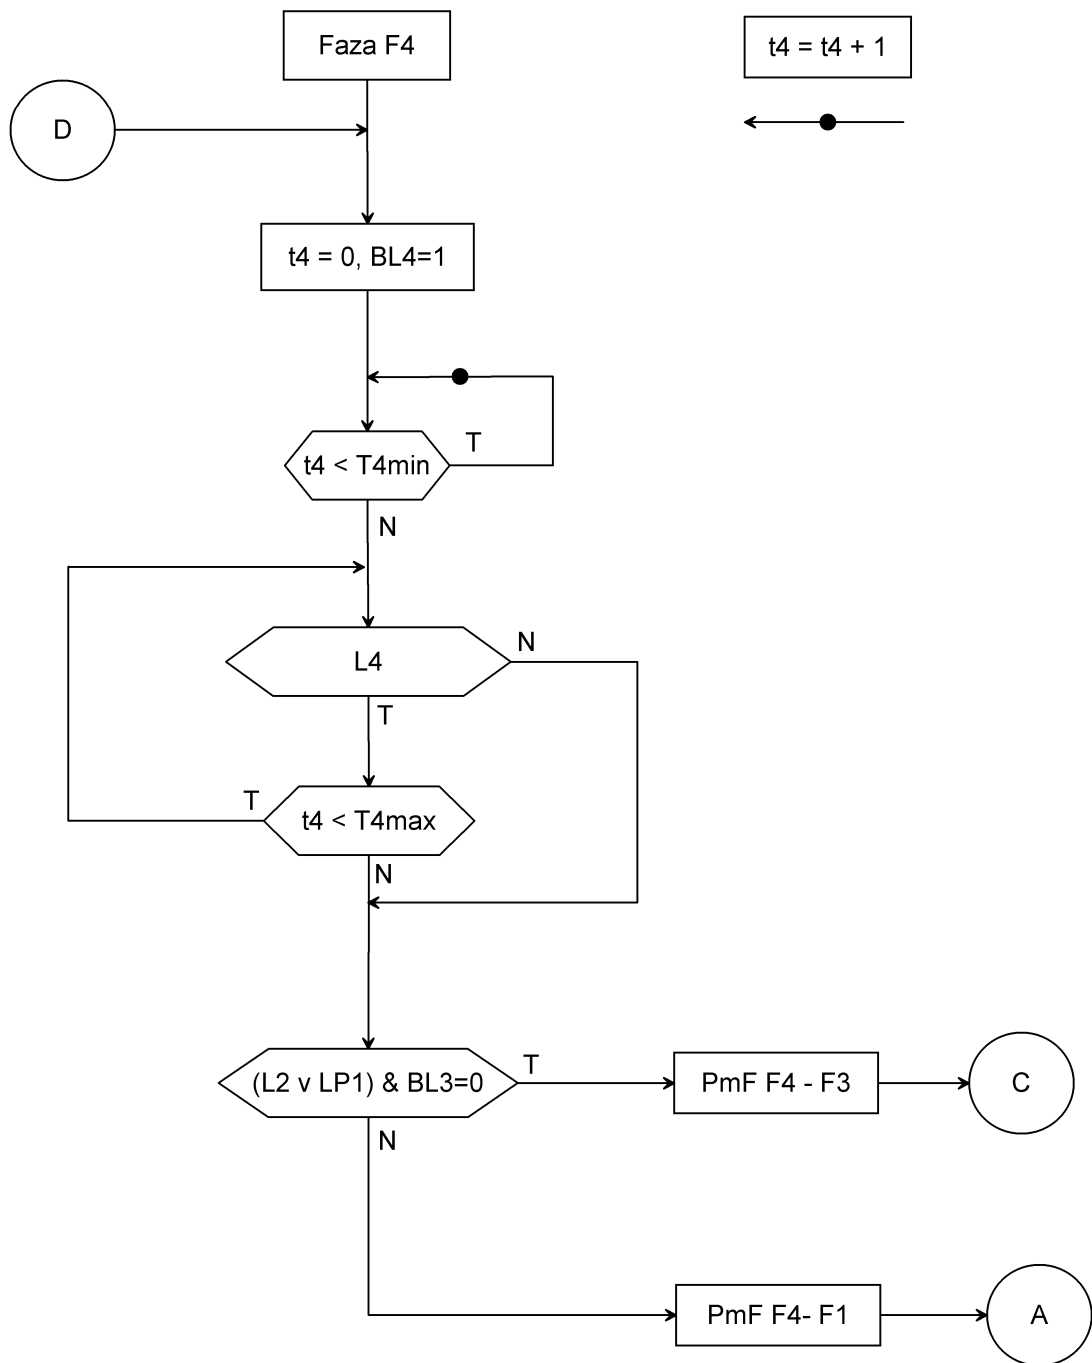 Faza F4
t4 = t4 + 1
D
t4 = 0, BL4=1
t4 < T4min
T
N
L4
N
T
t4 < T4max
T
N
(L2 v LP1) & BL3=0
T
PmF F4 - F3
C
N
PmF F4- F1
A